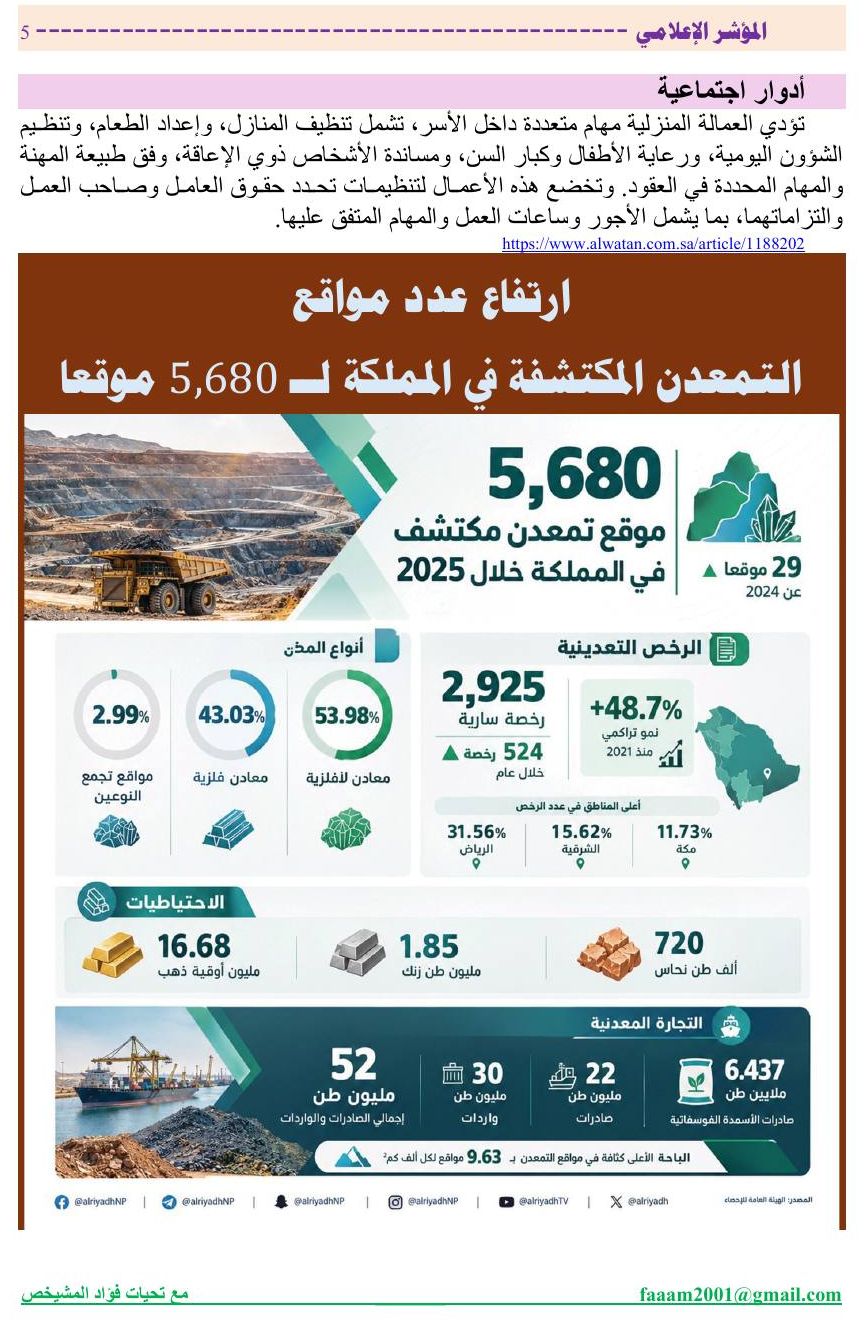 المؤشر الإعلامي ------------------------------------------------ 5
أدوار اجتماعية
تؤدي العمالة المنزلية مهام متعددة داخل الأسر، تشمل تنظيف المنازل، وإعداد الطعام، وتنظيم
الشؤون اليومية، ورعاية الأطفال وكبار السن، ومساندة الأشخاص ذوي الإعاقة، وفق طبيعة المهنة
والمهام المحددة في العقود. وتخضع هذه الأعمال لتنظيمات تحدد حقوق العامل وصاحب العمل
والتزاماتهما، بما يشمل الأجور وساعات العمل والمهام المتفق عليها.
https://www.alwatan.com.sa/article/1188202
ارتفاع عدد مواقع
التمعدن المكتشفة في المملكة لـ 5,680 موقعا
5,680
موقع تمعدن مكتشف
في المملكة خلال 2025
29 موقعا ▲
عن 2024
الرخص التعدينية
+48.7%
نمو تراكمي
منذ 2021
2,925
رخصة سارية
524 رخصة ▲
خلال عام
أعلى المناطق في عدد الرخص
11.73%
مكة
15.62%
الشرقية
31.56%
الرياض
أنواع
53.98%
معادن لافلزية
43.03%
معادن فلزية
2.99%
مواقع تجمع
النوعين
الاحتياطيات
720
ألف طن نحاس
1.85
مليون طن زنك
16.68
مليون أوقية ذهب
التجارة المعدنية
6.437
ملايين طن
صادرات الأسمدة الفوسفاتية
22
مليون طن
صادرات
30
مليون طن
واردات
52
مليون طن
إجمالي الصادرات والواردات
الباحة الأعلى كثافة في مواقع التمعدن بـ 9.63 مواقع لكل ألف كم²
المصدر: الهيئة العامة للإحصاء
@alriyadhNP | @alriyadhNP | @alriyadhNP | @alriyadhNP | @alriyadhTV | @alriyadh
faaam2001@gmail.com مع تحيات فؤاد المشيخص